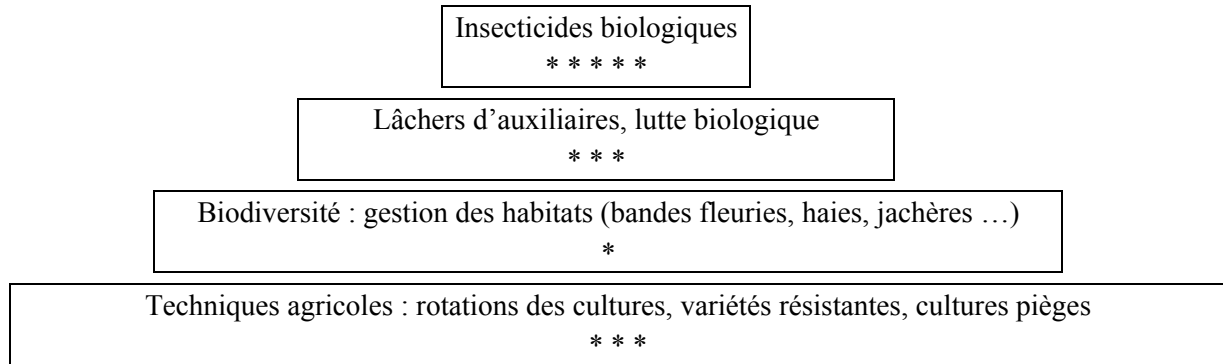 Insecticides biologiques
* * * * *
Lâchers d’auxiliaires, lutte biologique
* * *
Biodiversité : gestion des habitats (bandes fleuries, haies, jachères …)
*
Techniques agricoles : rotations des cultures, variétés résistantes, cultures pièges
* * *